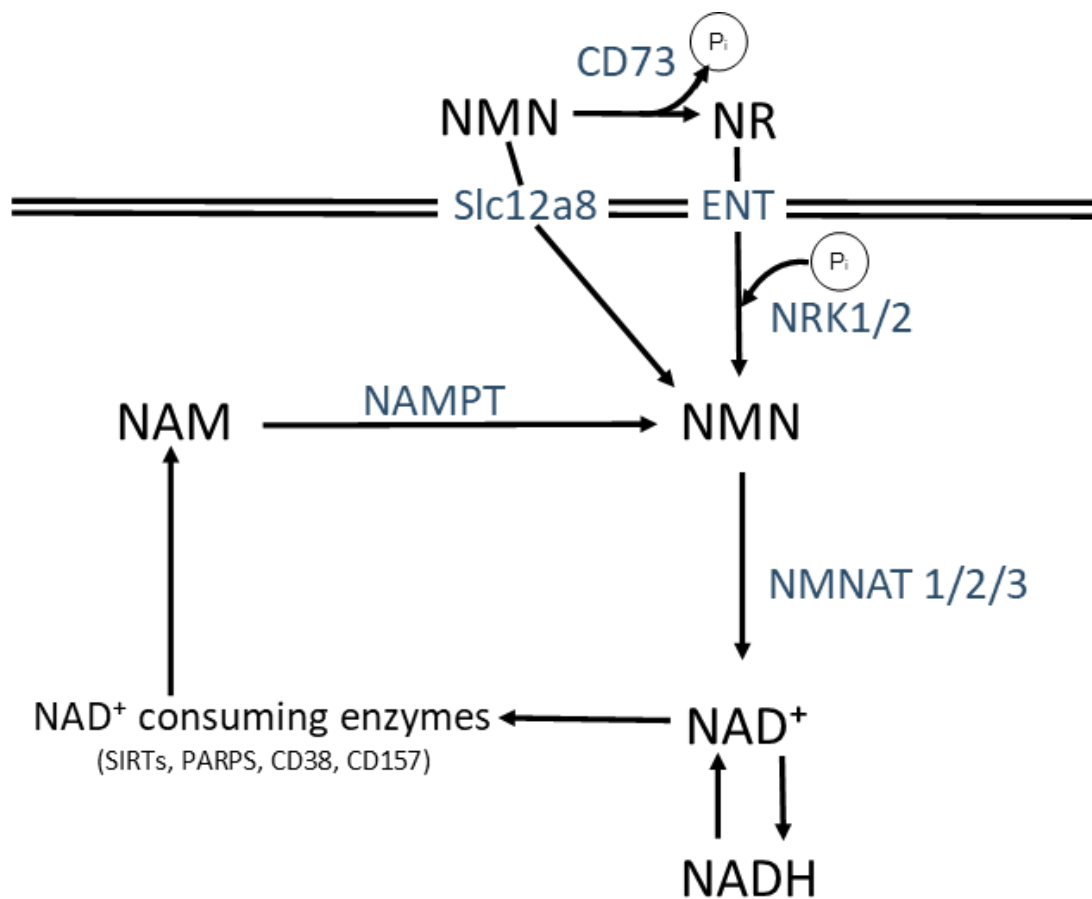 CD73
Pi
NMN
NR
Slc12a8
ENT
Pi
NRK1/2
NAMPT
NAM
NMN
NMNAT 1/2/3
NAD⁺ consuming enzymes
(SIRTs, PARPS, CD38, CD157)
NAD⁺
NADH